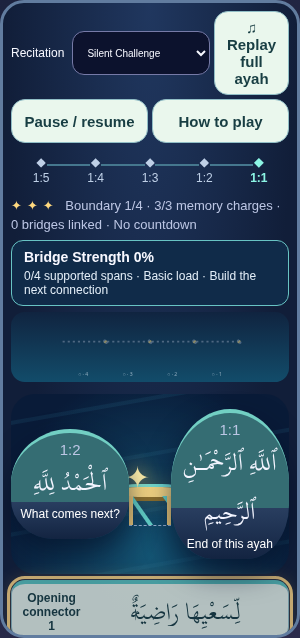 Recitation
Silent Challenge
♫
Replay
full
ayah
Pause / resume
How to play
1:5 1:4 1:3 1:2 1:1
✦ ✦ ✦ Boundary 1/4 · 3/3 memory charges ·
0 bridges linked · No countdown
Bridge Strength 0%
0/4 supported spans · Basic load · Build the
next connection
1:2
ٱلْحَمْدُ لِلَّهِ
What comes next?
1:1
ٱللَّهِ ٱلرَّحْمَـٰنِ
ٱلرَّحِيمِ
End of this ayah
Opening
connector
1
لِّسَعْيِهَا رَاضِيَةٌ